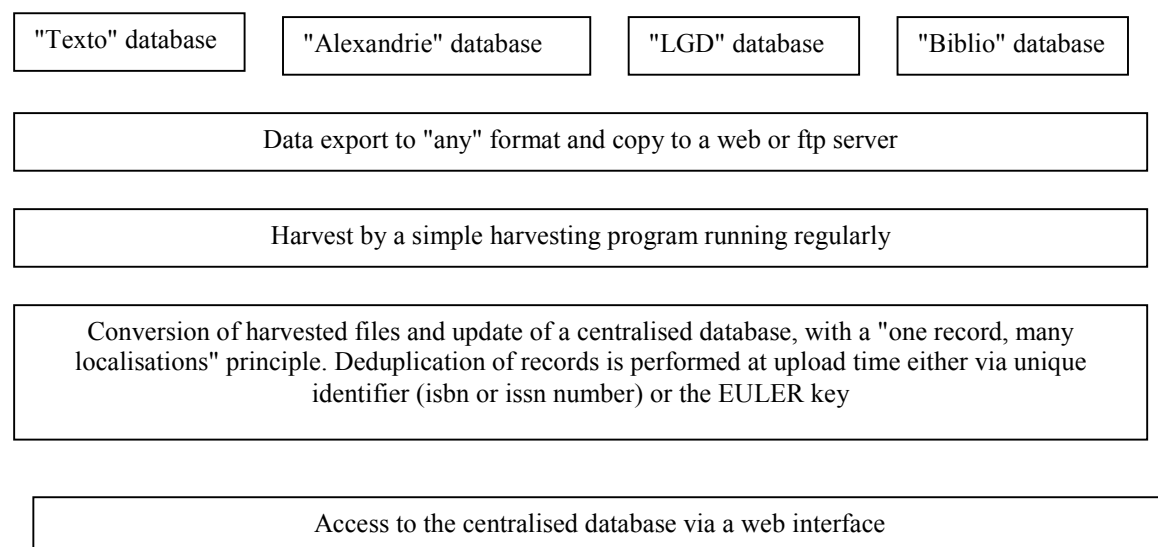 "Texto" database
"Alexandrie" database
"LGD" database
"Biblio" database
Data export to "any" format and copy to a web or ftp server
Harvest by a simple harvesting program running regularly
Conversion of harvested files and update of a centralised database, with a "one record, many
localisations" principle. Deduplication of records is performed at upload time either via unique
identifier (isbn or issn number) or the EULER key
Access to the centralised database via a web interface